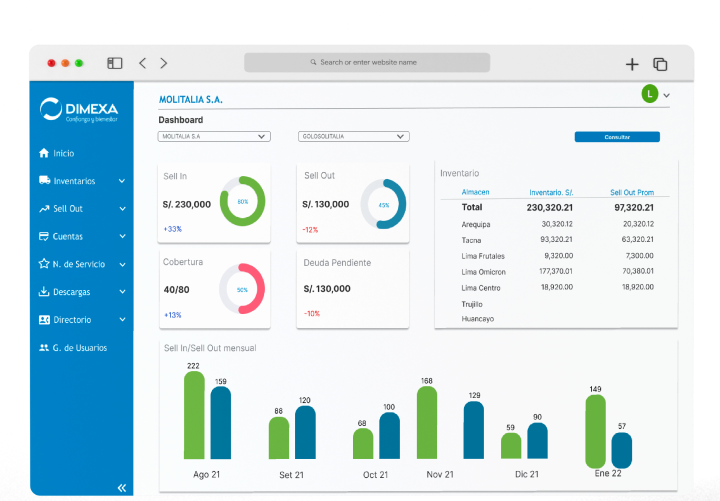 Search or enter website name
DIMEXA
Confianza y bienestar
Inicio
Inventarios
Sell Out
Cuentas
N. de Servicio
Descargas
Directorio
G. de Usuarios
MOLITALIA S.A.
L
Dashboard
MOLITALIA S.A
GOLOSOLITALIA
Consultar
Sell In
S/. 230,000
80%
+33%
Sell Out
S/. 130,000
45%
-12%
Cobertura
40/80
50%
+13%
Deuda Pendiente
S/. 130,000
-10%
Inventario
Almacen Inventario. S/. Sell Out Prom
Total 230,320.21 97,320.21
Arequipa 30,320.12 20,320.12
Tacna 93,320.21 63,320.21
Lima Frutales 9,320.00 7,300.00
Lima Omicron 177,370.01 70,380.01
Lima Centro 18,920.00 18,920.00
Trujillo
Huancayo
Sell In/Sell Out mensual
222 159 88 120 68 100 168 129 59 90 149 57
Ago 21 Set 21 Oct 21 Nov 21 Dic 21 Ene 22